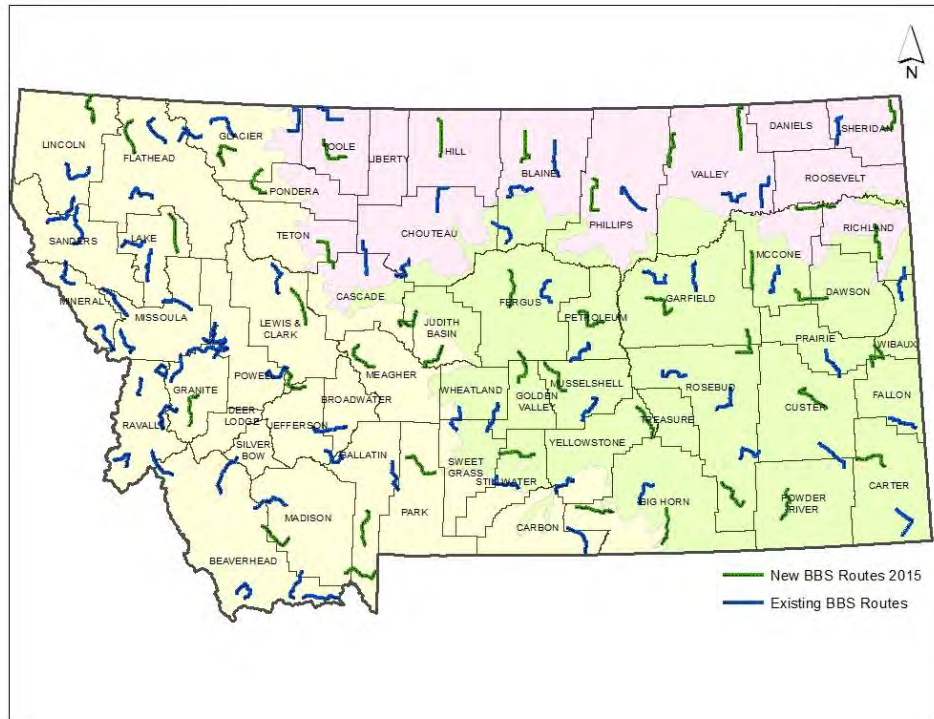 N
LINCOLN
FLATHEAD
GLACIER
TOOLE
LIBERTY
HILL
BLAINE
VALLEY
DANIELS
SHERIDAN
ROOSEVELT
PONDERA
PHILLIPS
CHOUTEAU
TETON
SANDERS
LAKE
RICHLAND
MCCONE
MINERAL
MISSOULA
CASCADE
FERGUS
GARFIELD
DAWSON
LEWIS &
CLARK
JUDITH
BASIN
PETROLEUM
PRAIRIE
WIBAUX
POWELL
MEAGHER
GRANITE
BROADWATER
WHEATLAND
GOLDEN
VALLEY
MUSSELSHELL
ROSEBUD
CUSTER
FALLON
RAVALLI
DEER
LODGE
JEFFERSON
TREASURE
SILVER
BOW
GALLATIN
YELLOWSTONE
SWEET
GRASS
STILLWATER
BIG HORN
POWDER
RIVER
CARTER
PARK
MADISON
CARBON
BEAVERHEAD
New BBS Routes 2015
Existing BBS Routes